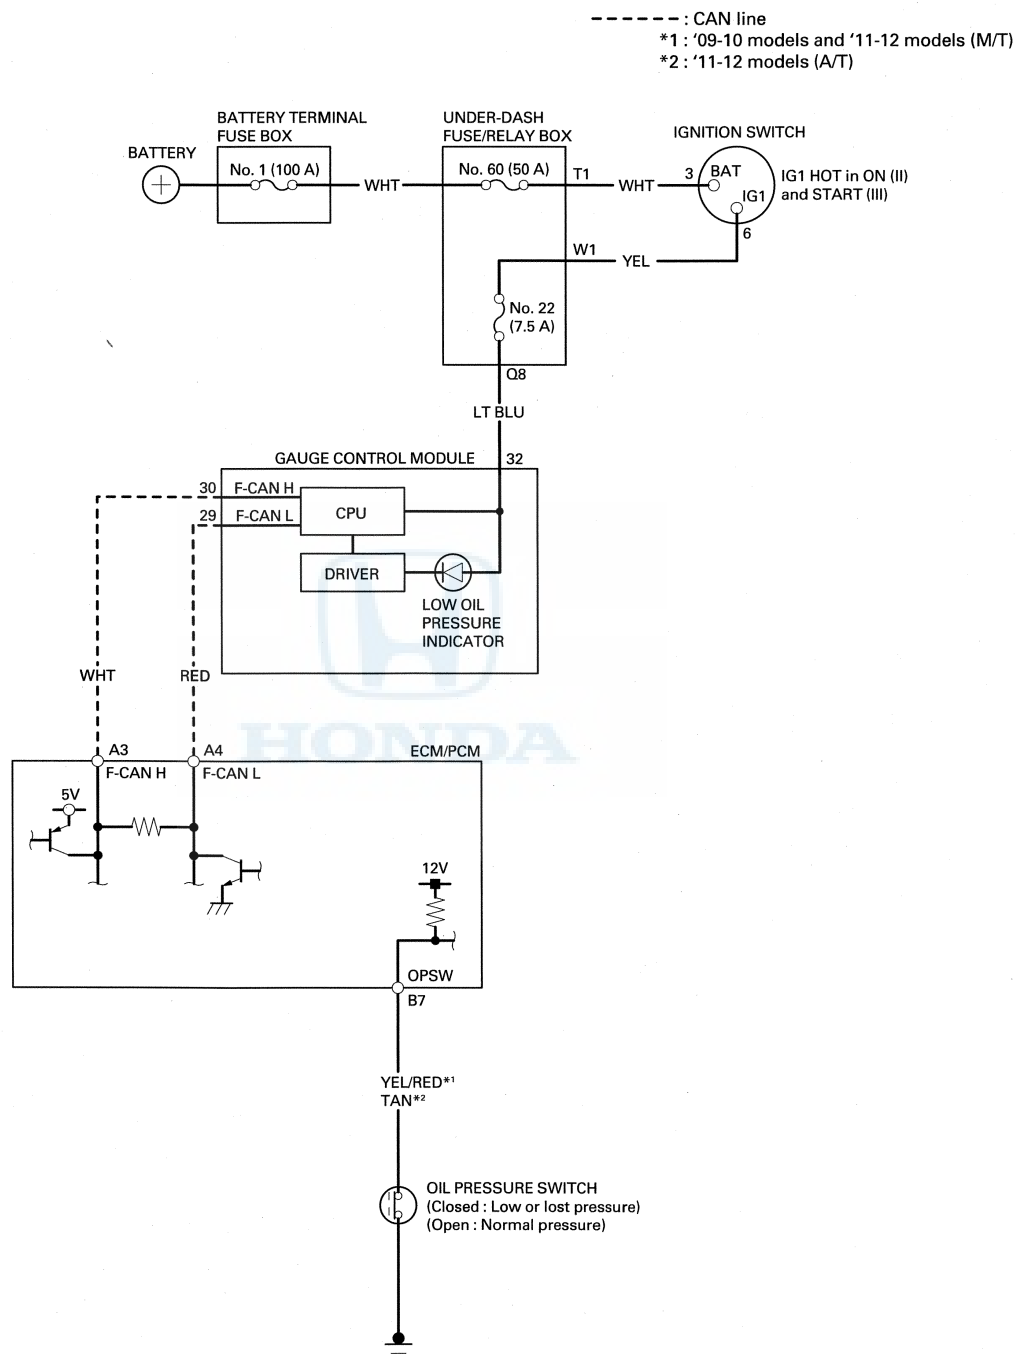 : CAN line
*1 : '09-10 models and '11-12 models (M/T)
*2 : '11-12 models (A/T)
BATTERY TERMINAL
FUSE BOX
UNDER-DASH
FUSE/RELAY BOX
IGNITION SWITCH
BATTERY
No. 1 (100 A)
No. 60 (50 A)
T1
3
BAT
IG1 HOT in ON (II)
and START (III)
WHT
WHT
IG1
6
W1
YEL
No. 22
(7.5 A)
Q8
LT BLU
GAUGE CONTROL MODULE
32
30
F-CAN H
29
F-CAN L
CPU
DRIVER
LOW OIL
PRESSURE
INDICATOR
WHT
RED
HONDA
A3
A4
ECM/PCM
F-CAN H
F-CAN L
5V
12V
OPSW
B7
YEL/RED*1
TAN*2
OIL PRESSURE SWITCH
(Closed : Low or lost pressure)
(Open : Normal pressure)